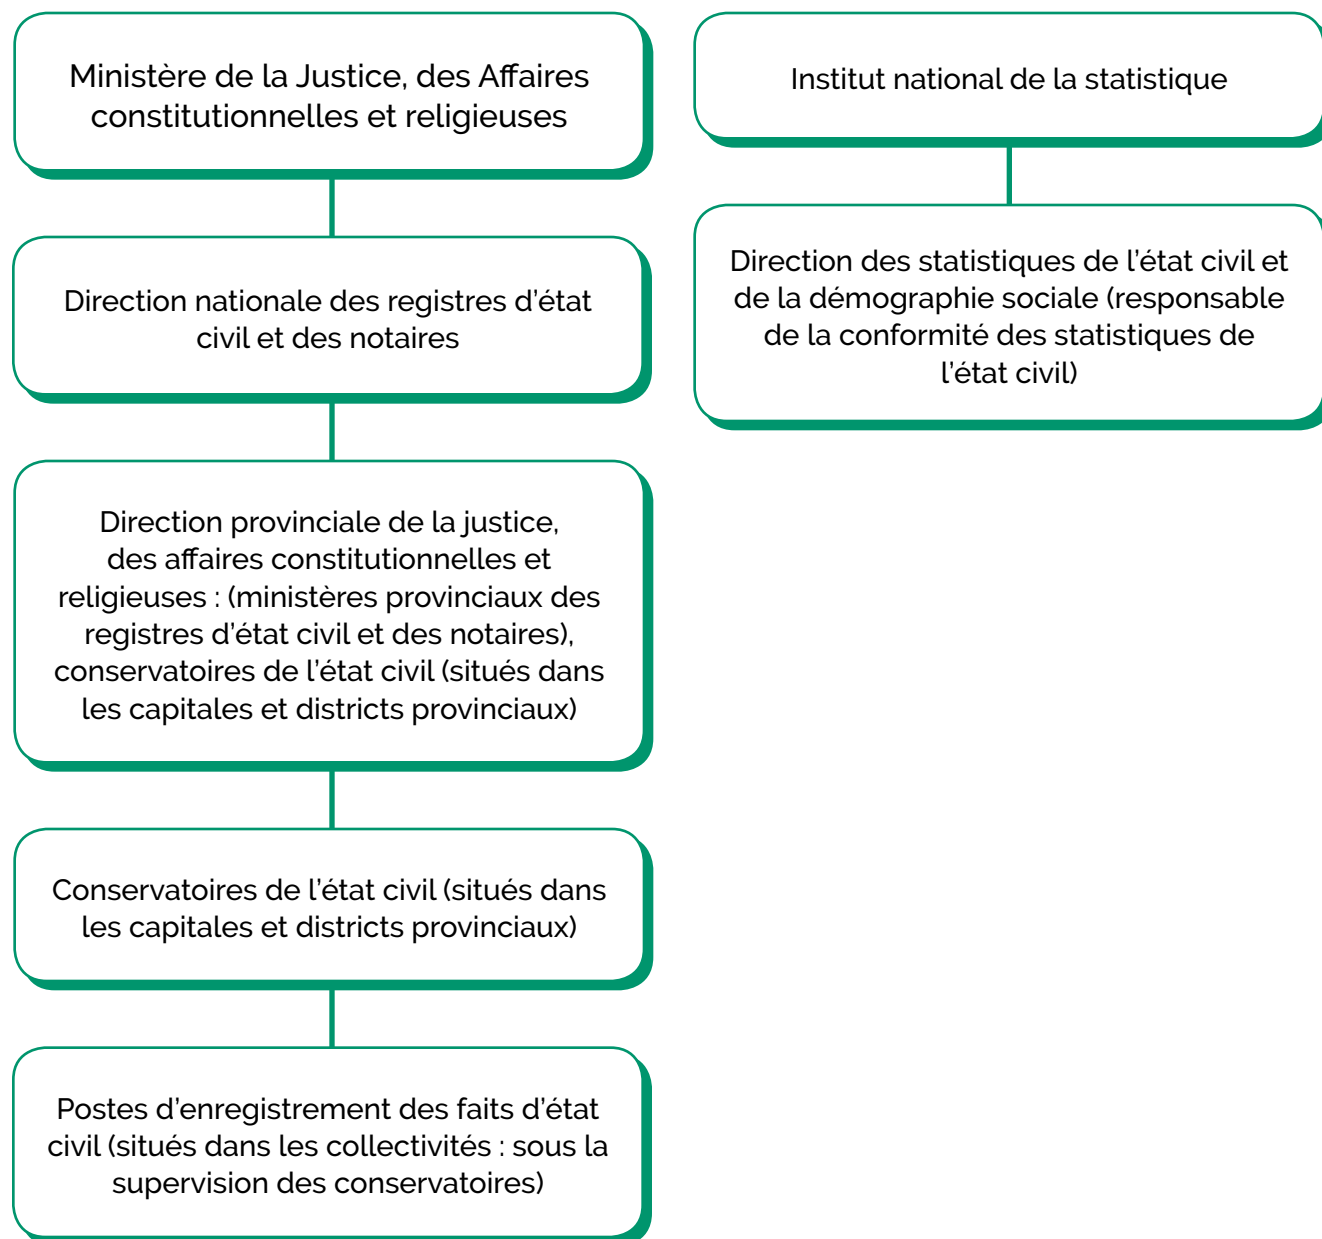 Ministère de la Justice, des Affaires
constitutionnelles et religieuses
Direction nationale des registres d’état
civil et des notaires
Direction provinciale de la justice,
des affaires constitutionnelles et
religieuses : (ministères provinciaux des
registres d’état civil et des notaires),
conservatoires de l’état civil (situés dans
les capitales et districts provinciaux)
Conservatoires de l’état civil (situés dans
les capitales et districts provinciaux)
Postes d’enregistrement des faits d’état
civil (situés dans les collectivités : sous la
supervision des conservatoires)
Institut national de la statistique
Direction des statistiques de l’état civil et
de la démographie sociale (responsable
de la conformité des statistiques de
l’état civil)